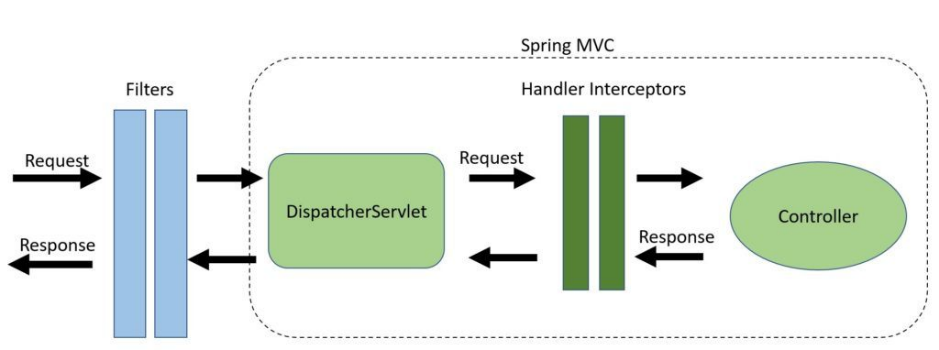 Spring MVC
Filters
Handler Interceptors
Request
Request
DispatcherServlet
Controller
Response
Response